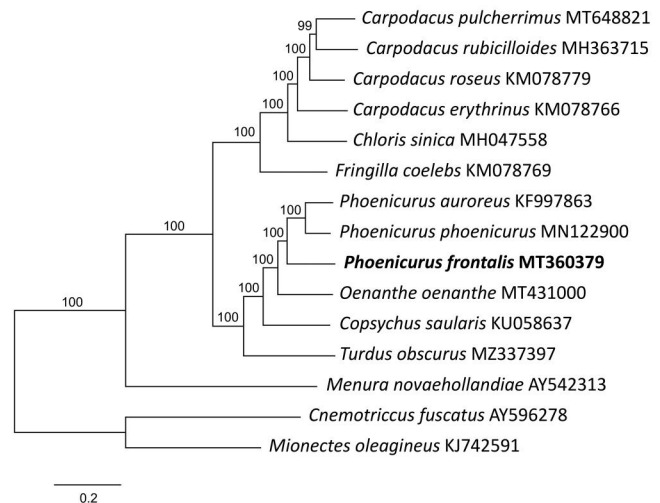 99
Carpodacus pulcherrimus MT648821
100
Carpodacus rubicilloides MH363715
100
Carpodacus roseus KM078779
100
Carpodacus erythrinus KM078766
100
Chloris sinica MH047558
Fringilla coelebs KM078769
100
Phoenicurus auroreus KF997863
100
Phoenicurus phoenicurus MN122900
100
Phoenicurus frontalis MT360379
100
Oenanthe oenanthe MT431000
100
Copsychus saularis KU058637
Turdus obscurus MZ337397
100
Menura novaehollandiae AY542313
Cnemotriccus fuscatus AY596278
Mionectes oleagineus KJ742591
0.2